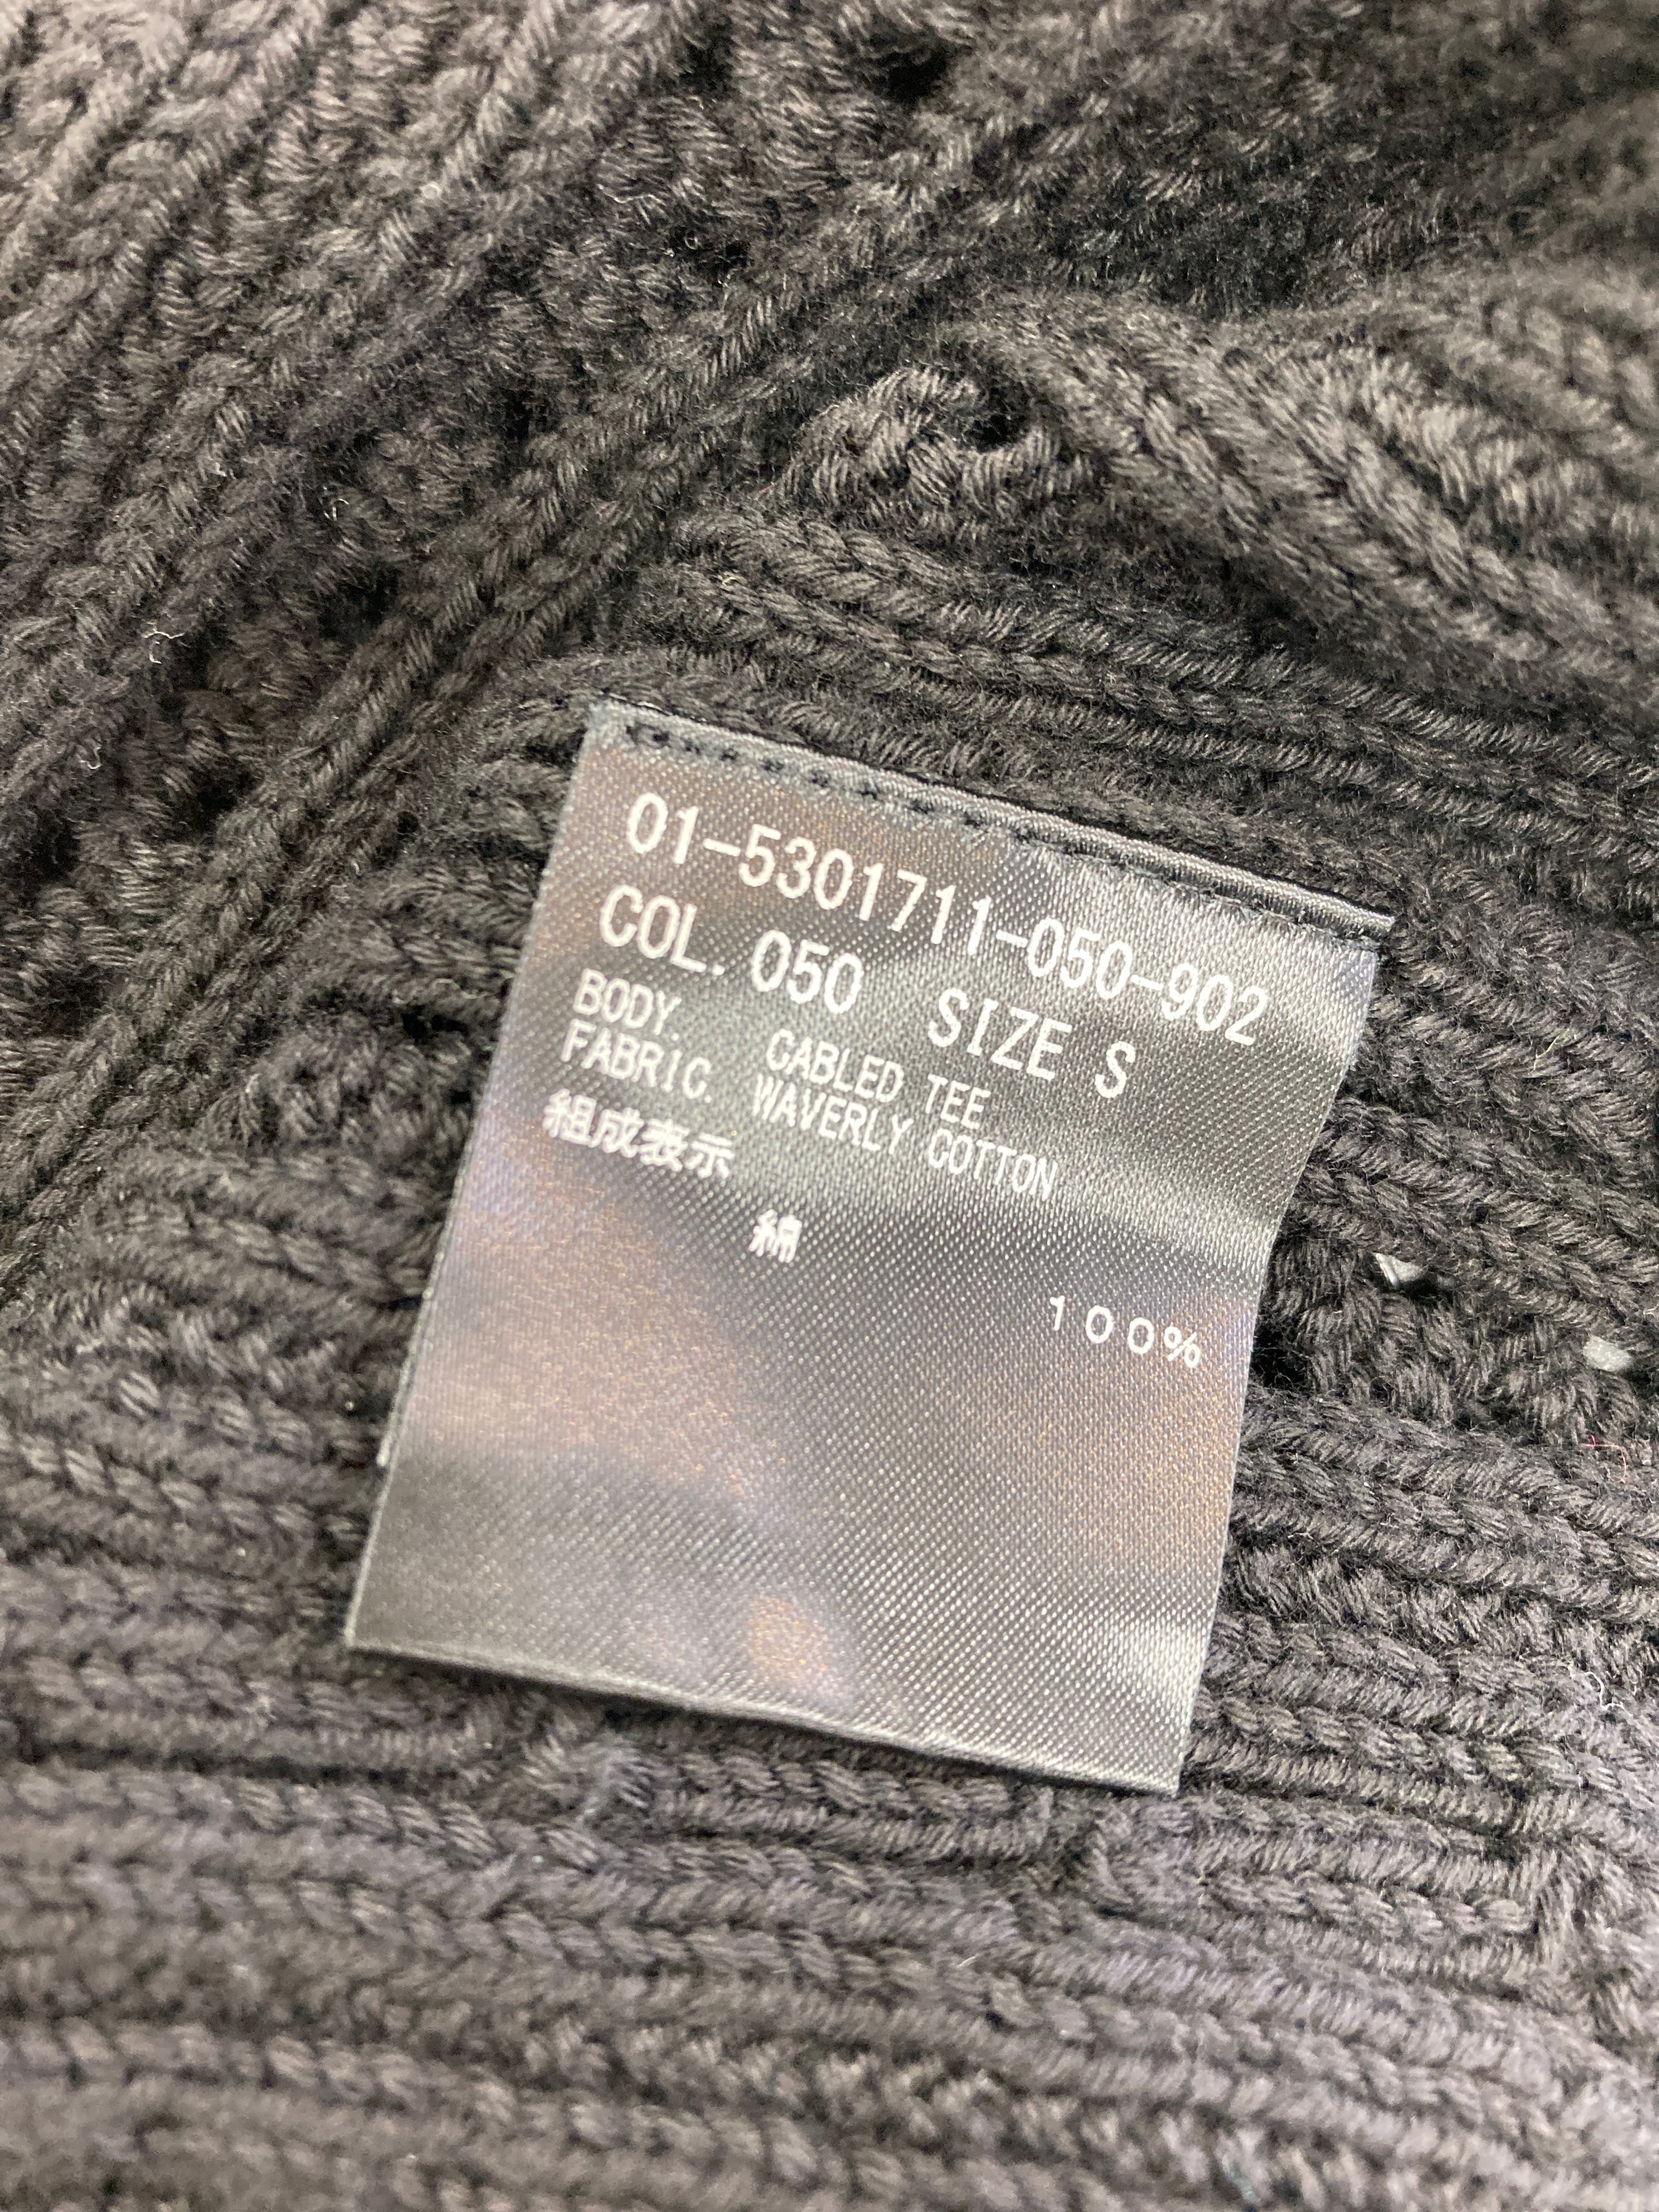 01-5301711-050-902
COL. 050 SIZE S
BODY. CABLED TEE
FABRIC. WAVERLY COTTON
組成表示
綿
100%